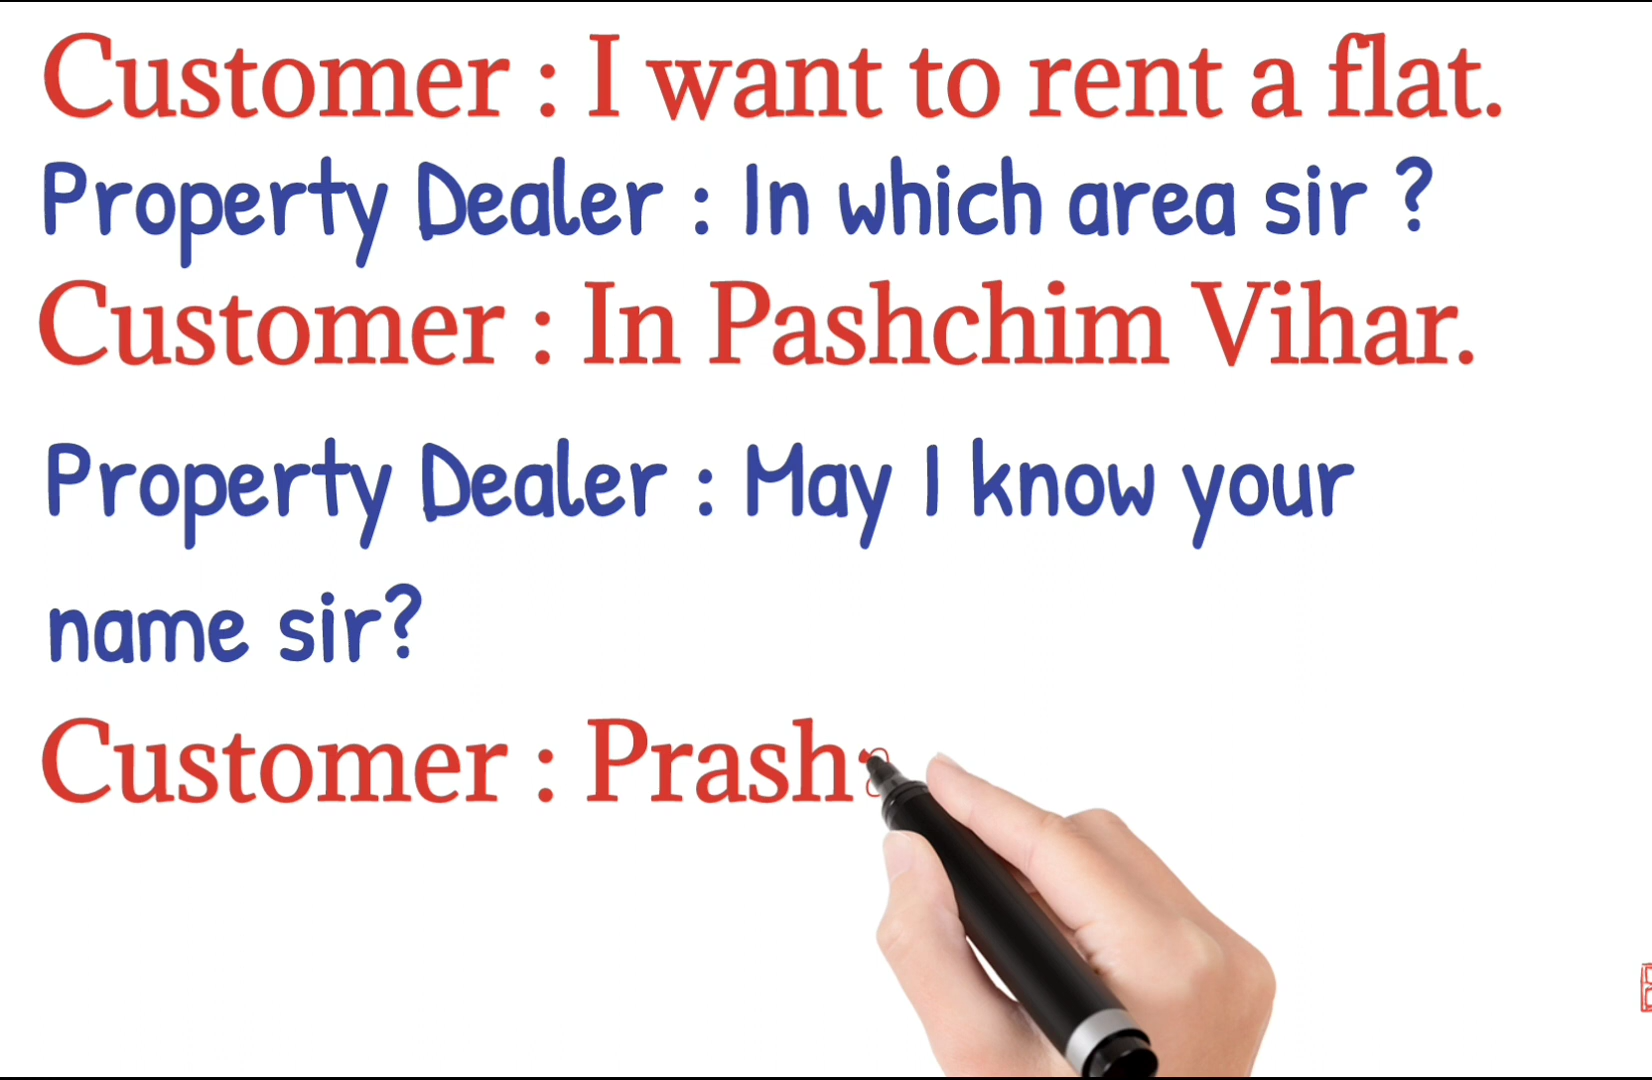 Customer : I want to rent a flat.
Property Dealer : In which area sir ?
Customer : In Pashchim Vihar.
Property Dealer : May I know your
name sir?
Customer : Prash